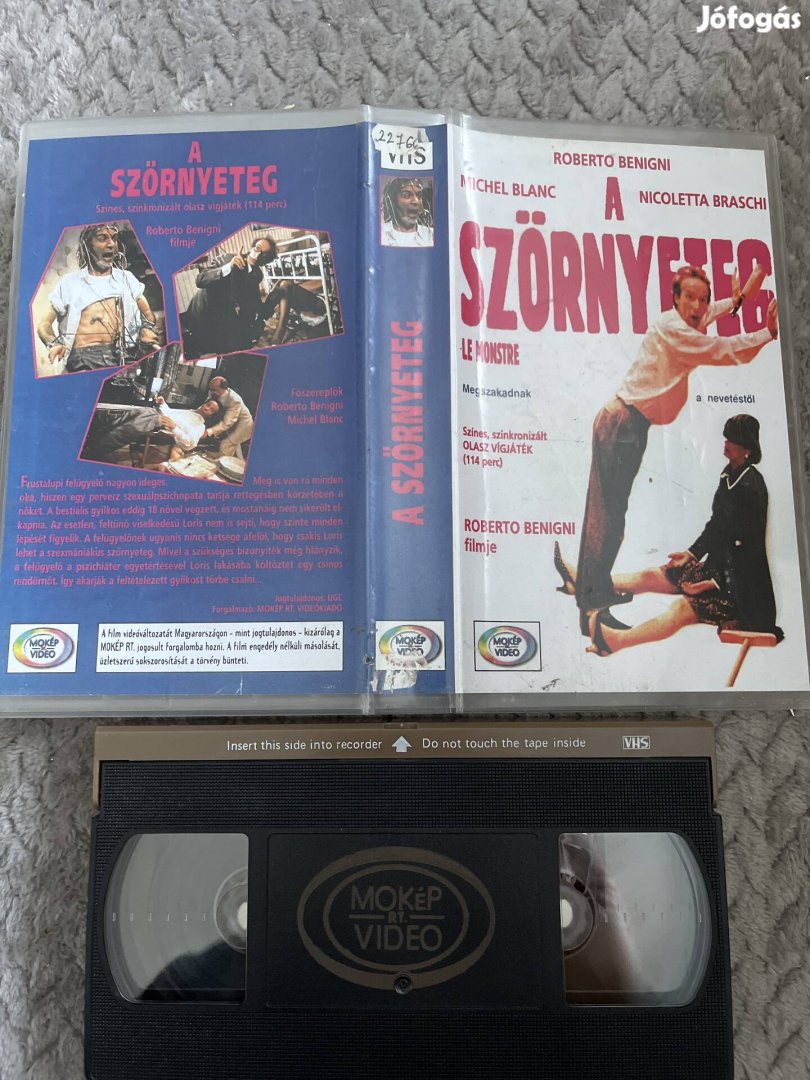 Jófogás
A
SZÖRNYETEG
Színes, szinkronizált olasz vígjáték (114 perc)
Roberto Benigni
filmje
Főszereplők
Roberto Benigni
Michel Blanc
Frustalupi felügyelő nagyon ideges. Meg is van rá minden
oka, hiszen egy perverz szexuálpszichopata tartja rettegésben körzetében a
nőket. A bestiális gyilkos eddig 18 nővel végzett, és mostanáig nem sikerült el-
kapnia. Az esetlen, feltűnő viselkedésű Loris nem is sejti, hogy szinte minden
lépését figyelik. A felügyelőnek ugyanis nincs kétsége afelől, hogy csakis Loris
lehet a szexmániákus szörnyeteg. Mivel a szükséges bizonyíték még hiányzik,
a felügyelő a pszichiáter egyetértésével Loris lakásába költöztet egy csinos
rendőrnőt. Így akarják a feltételezett gyilkost tőrbe csalni...
Jogtulajdonos: UGC
Forgalmazó: MOKÉP RT. VIDEÓKIADÓ
MOKÉP
VIDEO
A film videóváltozatát Magyarországon - mint jogtulajdonos - kizárólag a
MOKÉP RT. jogosult forgalomba hozni. A film engedély nélküli másolását,
üzletszerű sokszorosítását a törvény bünteti.
22766
VHS
A SZÖRNYETEG
MOKÉP
VIDEO
ROBERTO BENIGNI
MICHEL BLANC
NICOLETTA BRASCHI
A
SZÖRNYETEG
LE MONSTRE
Megszakadnak
a nevetéstől
Színes, szinkronizált
OLASZ VÍGJÁTÉK
(114 perc)
ROBERTO BENIGNI
filmje
MOKÉP
VIDEO
Insert this side into recorder Do not touch the tape inside VHS
MOKÉP
RT.
VIDEO